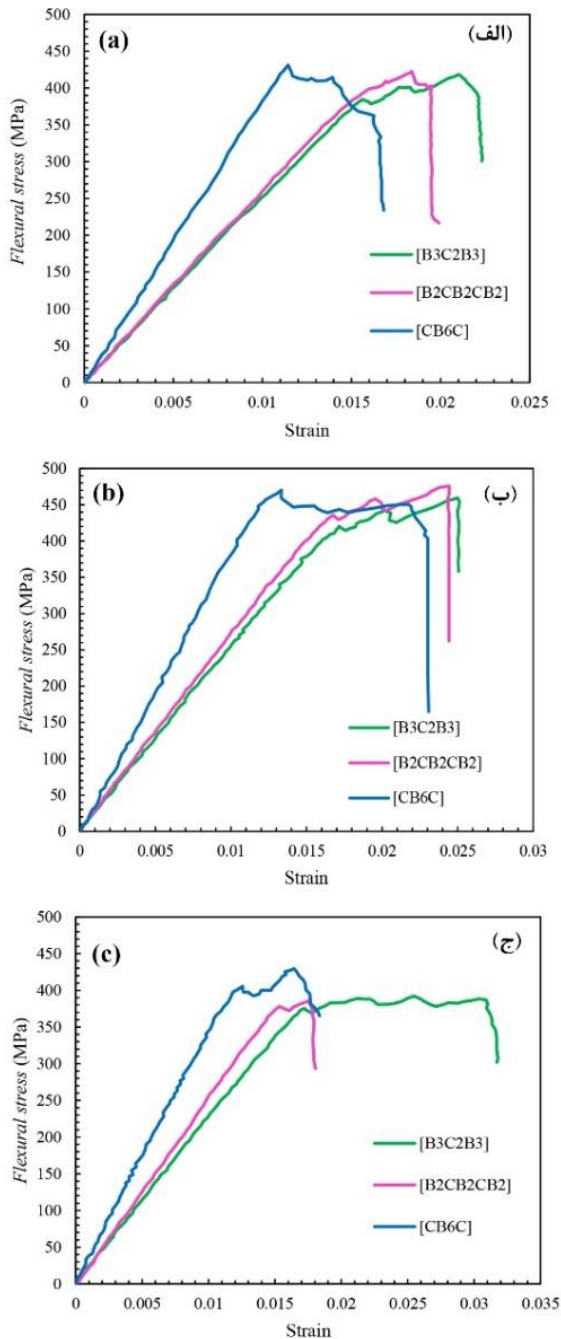 (a)
(الف)
500
450
400
350
300
250
200
150
100
50
0
Flexural stress (MPa)
[B3C2B3]
[B2CB2CB2]
[CB6C]
0 0.005 0.01 0.015 0.02 0.025
Strain
(b)
(ب)
500
450
400
350
300
250
200
150
100
50
0
Flexural stress (MPa)
[B3C2B3]
[B2CB2CB2]
[CB6C]
0 0.005 0.01 0.015 0.02 0.025 0.03
Strain
(c)
(ج)
500
450
400
350
300
250
200
150
100
50
0
Flexural stress (MPa)
[B3C2B3]
[B2CB2CB2]
[CB6C]
0 0.005 0.01 0.015 0.02 0.025 0.03 0.035
Strain